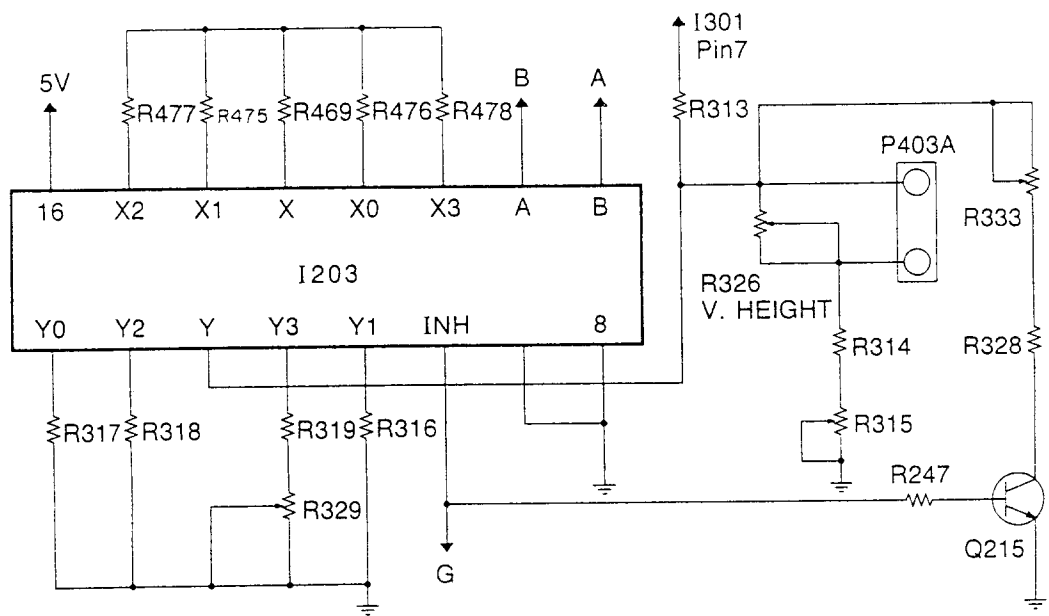 I301
Pin7
5V
B
A
R477
R475
R469
R476
R478
R313
P403A
16
X2
X1
X
X0
X3
A
B
R333
I203
R326
V. HEIGHT
Y0
Y2
Y
Y3
Y1
INH
8
R314
R328
R317
R318
R319
R316
R315
R247
R329
Q215
G